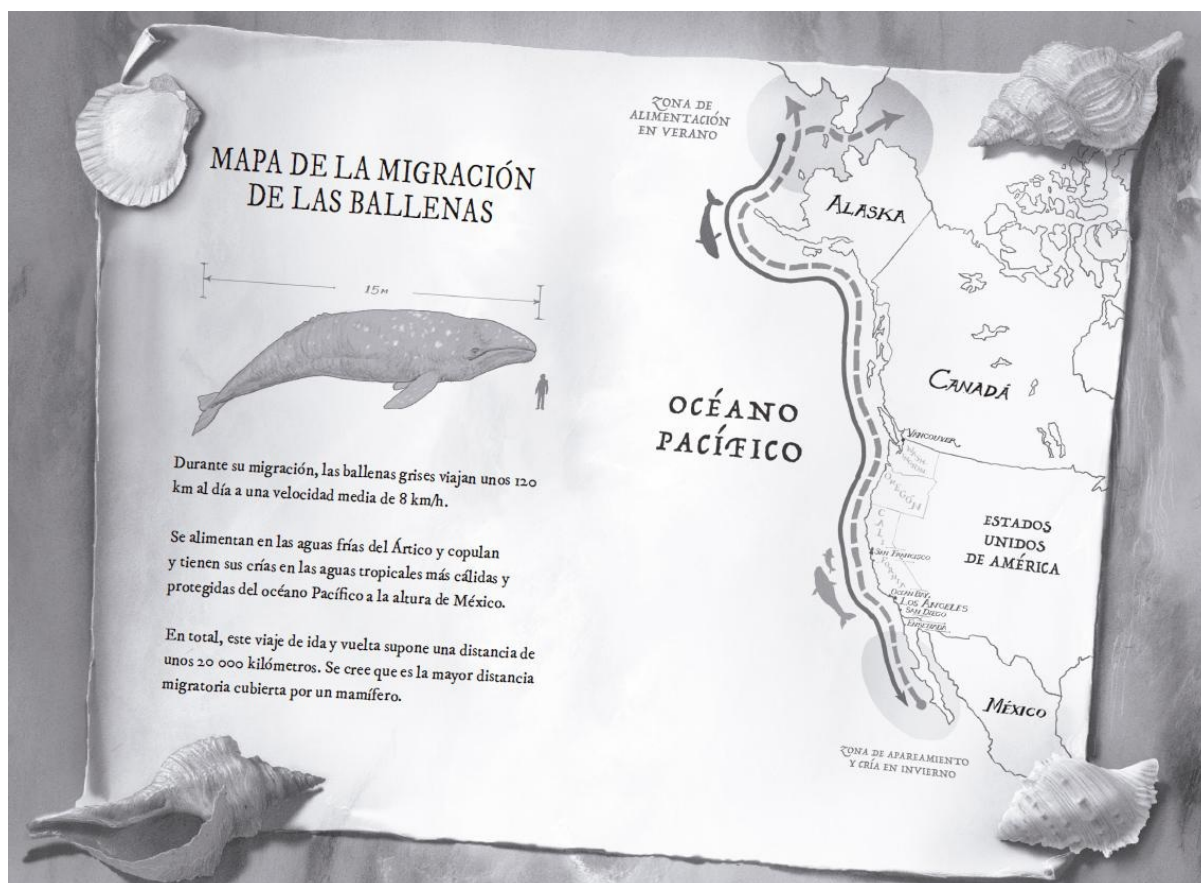 MAPA DE LA MIGRACIÓN
DE LAS BALLENAS
15 M
Durante su migración, las ballenas grises viajan unos 120
km al día a una velocidad media de 8 km/h.
Se alimentan en las aguas frías del Ártico y copulan
y tienen sus crías en las aguas tropicales más cálidas y
protegidas del océano Pacífico a la altura de México.
En total, este viaje de ida y vuelta supone una distancia de
unos 20 000 kilómetros. Se cree que es la mayor distancia
migratoria cubierta por un mamífero.
ZONA DE
ALIMENTACIÓN
EN VERANO
ALASKA
CANADÁ
OCÉANO
PACÍFICO
VANCOUVER
OREGÓN
ESTADOS
UNIDOS
DE AMÉRICA
CALIFORNIA
SAN FRANCISCO
OCEAN BAY
LOS ÁNGELES
SAN DIEGO
ENSENADA
MÉXICO
ZONA DE APAREAMIENTO
Y CRÍA EN INVIERNO